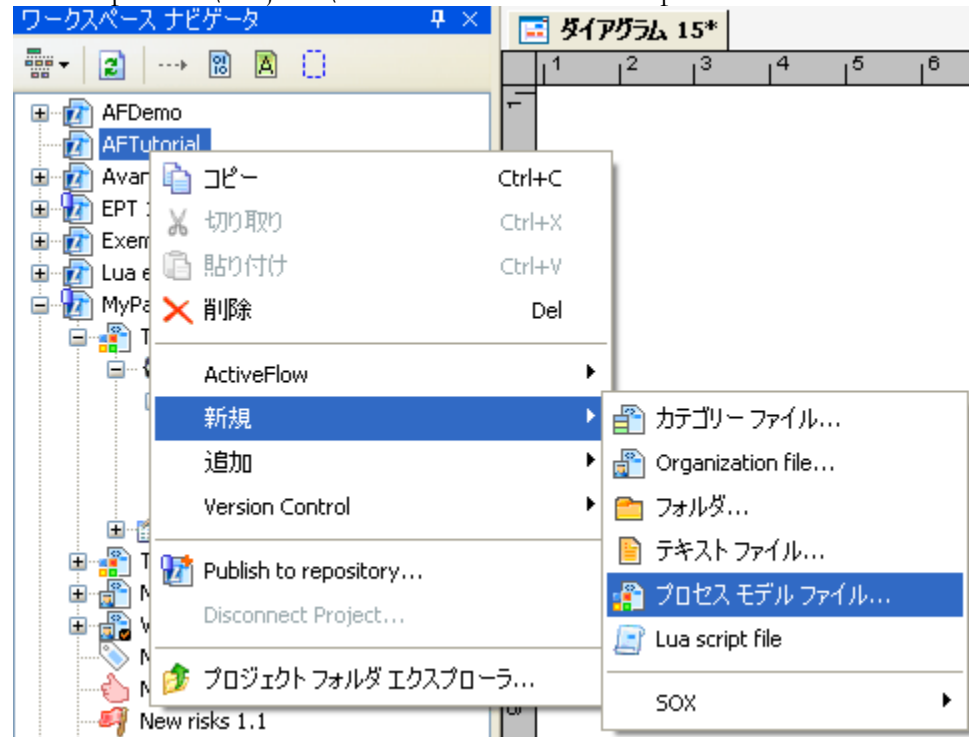 ワークスペース ナビゲータ
ダイアグラム 15*
1 2 3 4 5 6
1
AFDemo
AFTutorial
Avan
EPT
Exem
Lua e
MyPa
コピー Ctrl+C
切り取り Ctrl+X
貼り付け Ctrl+V
削除 Del
ActiveFlow
新規
追加
Version Control
Publish to repository...
Disconnect Project...
プロジェクト フォルダ エクスプローラ...
カテゴリー ファイル...
Organization file...
フォルダ...
テキスト ファイル...
プロセス モデル ファイル...
Lua script file
SOX
New risks 1.1